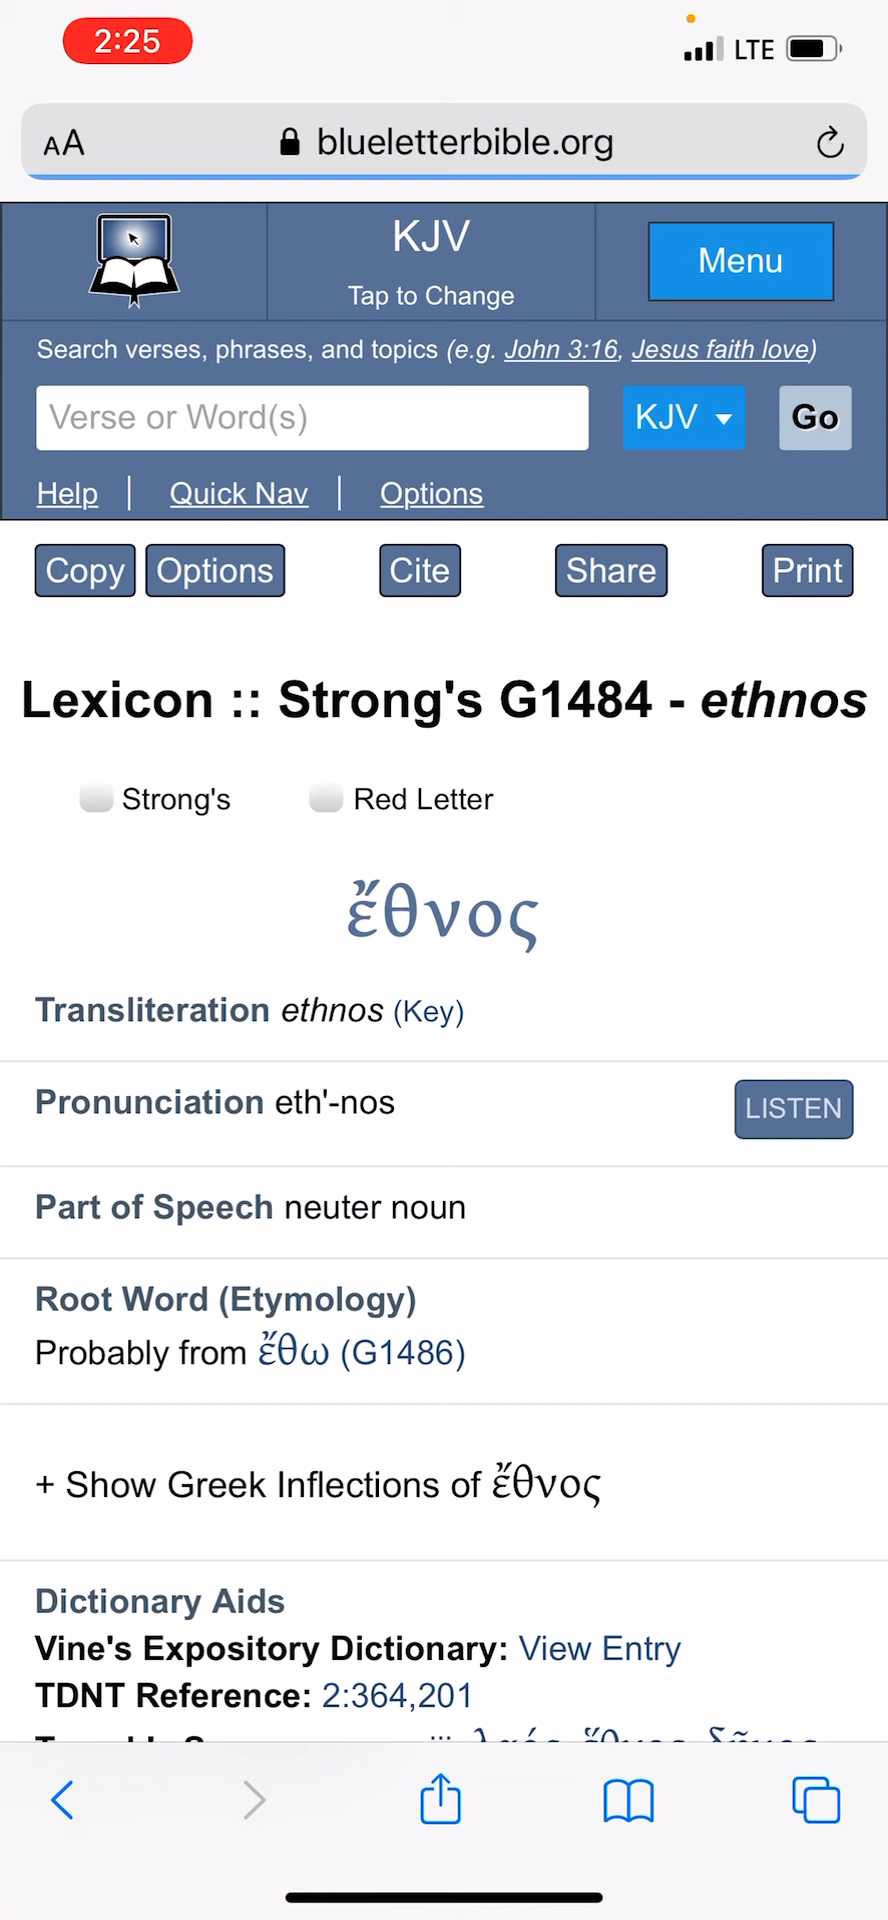 2:25
LTE
AA blueletterbible.org
KJV
Tap to Change
Menu
Search verses, phrases, and topics (e.g. John 3:16, Jesus faith love)
Verse or Word(s) KJV Go
Help | Quick Nav | Options
Copy Options Cite Share Print
Lexicon :: Strong's G1484 - ethnos
Strong's Red Letter
ἔθνος
Transliteration ethnos (Key)
Pronunciation eth'-nos LISTEN
Part of Speech neuter noun
Root Word (Etymology)
Probably from ἔθω (G1486)
+ Show Greek Inflections of ἔθνος
Dictionary Aids
Vine's Expository Dictionary: View Entry
TDNT Reference: 2:364,201